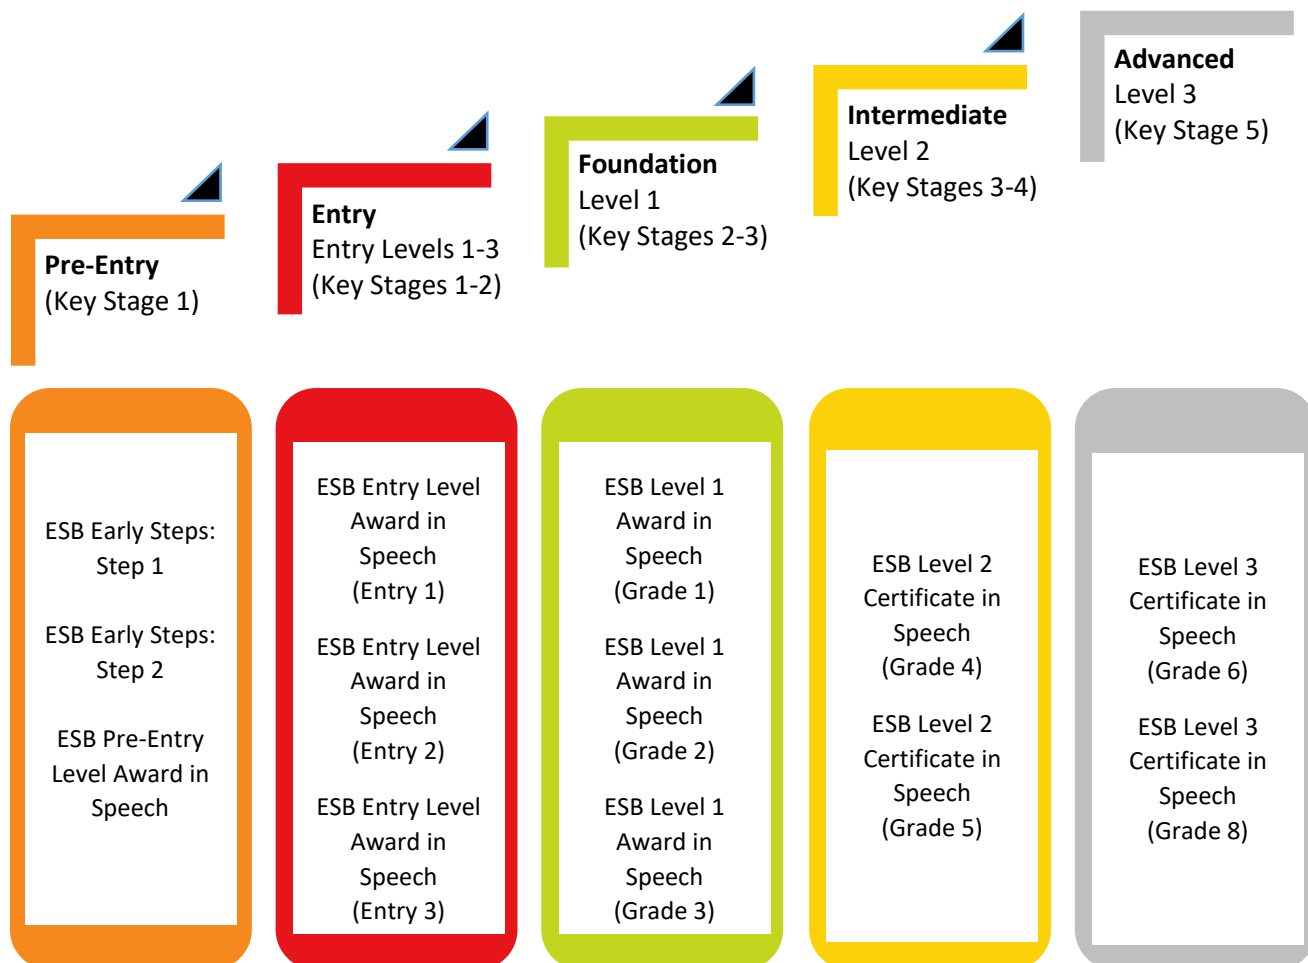 Pre-Entry
(Key Stage 1)
Entry
Entry Levels 1-3
(Key Stages 1-2)
Foundation
Level 1
(Key Stages 2-3)
Intermediate
Level 2
(Key Stages 3-4)
Advanced
Level 3
(Key Stage 5)
ESB Early Steps:
Step 1
ESB Early Steps:
Step 2
ESB Pre-Entry
Level Award in
Speech
ESB Entry Level
Award in
Speech
(Entry 1)
ESB Entry Level
Award in
Speech
(Entry 2)
ESB Entry Level
Award in
Speech
(Entry 3)
ESB Level 1
Award in
Speech
(Grade 1)
ESB Level 1
Award in
Speech
(Grade 2)
ESB Level 1
Award in
Speech
(Grade 3)
ESB Level 2
Certificate in
Speech
(Grade 4)
ESB Level 2
Certificate in
Speech
(Grade 5)
ESB Level 3
Certificate in
Speech
(Grade 6)
ESB Level 3
Certificate in
Speech
(Grade 8)